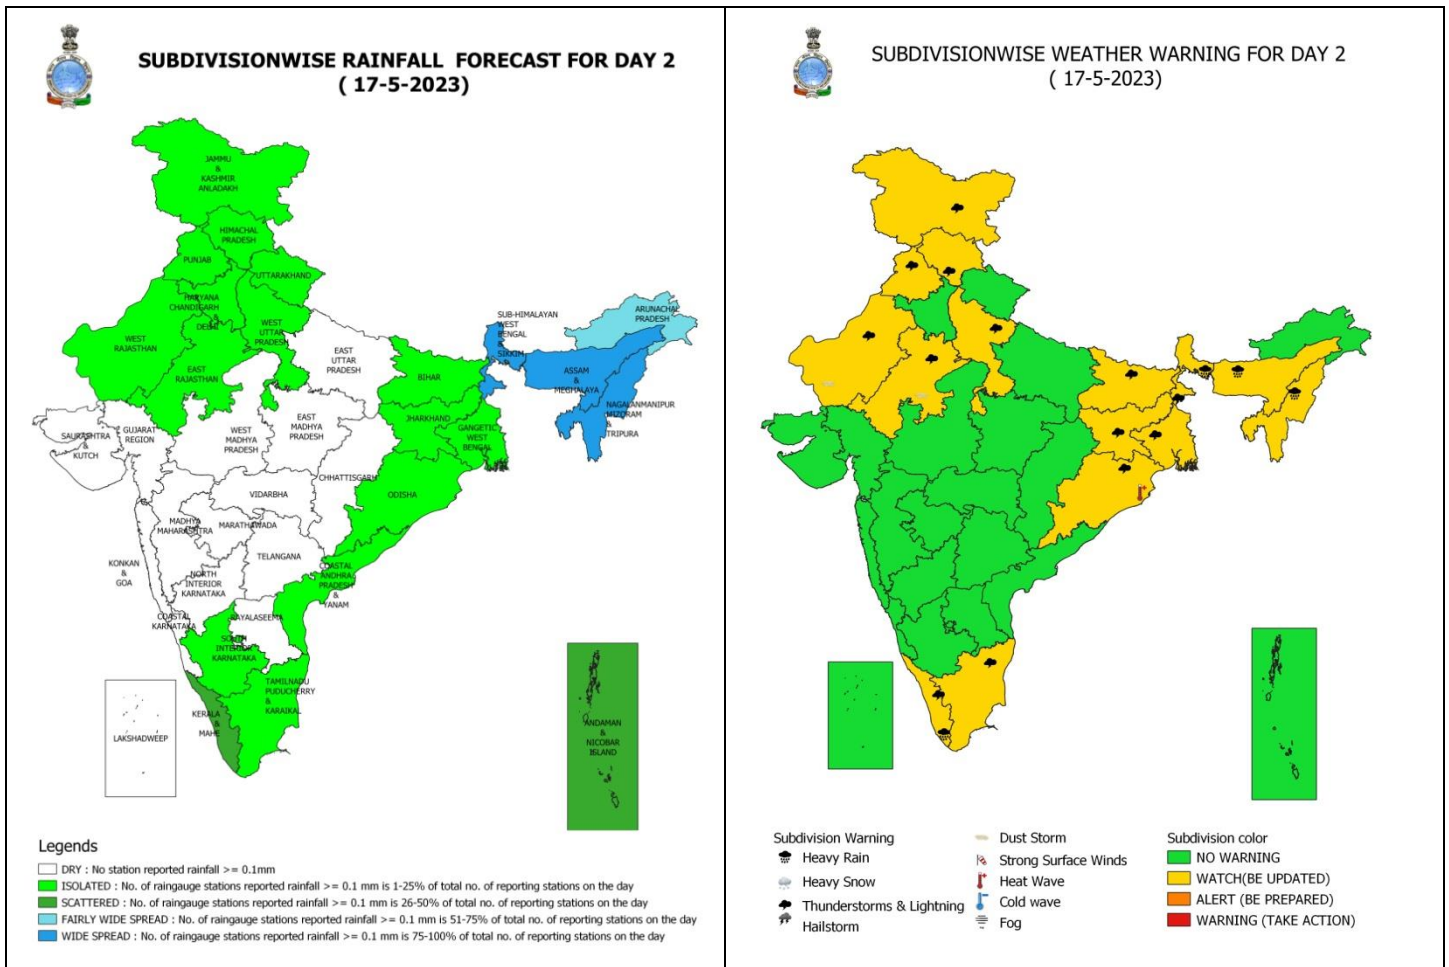 SUBDIVISIONWISE RAINFALL FORECAST FOR DAY 2
( 17-5-2023)
JAMMU
&
KASHMIR
ANLADAKH
HIMACHAL
PRADESH
PUNJAB
UTTARAKHAND
HARYANA
CHANDIGARH
&
DELHI
WEST
UTTAR
PRADESH
WEST
RAJASTHAN
EAST
RAJASTHAN
EAST
UTTAR
PRADESH
SUB-HIMALAYAN
WEST
BENGAL
&
SIKKIM
ARUNACHAL
PRADESH
ASSAM
&
MEGHALAYA
NAGALANMANIPUR
MIZORAM
&
TRIPURA
BIHAR
JHARKHAND
GANGETIC
WEST
BENGAL
SAURASHTRA
&
KUTCH
GUJARAT
REGION
WEST
MADHYA
PRADESH
EAST
MADHYA
PRADESH
CHHATTISGARH
ODISHA
VIDARBHA
MADHYA
MAHARASHTRA
MARATHAWADA
TELANGANA
KONKAN
&
GOA
NORTH
INTERIOR
KARNATAKA
COASTAL
ANDHRA
PRADESH
&
YANAM
COASTAL
KARNATAKA
RAYALASEEMA
SOUTH
INTERIOR
KARNATAKA
TAMILNADU
PUDUCHERRY
&
KARAIKAL
KERALA
&
MAHE
LAKSHADWEEP
ANDAMAN
&
NICOBAR
ISLAND
Legends
DRY : No station reported rainfall >= 0.1mm
ISOLATED : No. of raingauge stations reported rainfall >= 0.1 mm is 1-25% of total no. of reporting stations on the day
SCATTERED : No. of raingauge stations reported rainfall >= 0.1 mm is 26-50% of total no. of reporting stations on the day
FAIRLY WIDE SPREAD : No. of raingauge stations reported rainfall >= 0.1 mm is 51-75% of total no. of reporting stations on the day
WIDE SPREAD : No. of raingauge stations reported rainfall >= 0.1 mm is 75-100% of total no. of reporting stations on the day
SUBDIVISIONWISE WEATHER WARNING FOR DAY 2
( 17-5-2023)
Subdivision Warning
Heavy Rain
Heavy Snow
Thunderstorms & Lightning
Hailstorm
Dust Storm
Strong Surface Winds
Heat Wave
Cold wave
Fog
Subdivision color
NO WARNING
WATCH(BE UPDATED)
ALERT (BE PREPARED)
WARNING (TAKE ACTION)